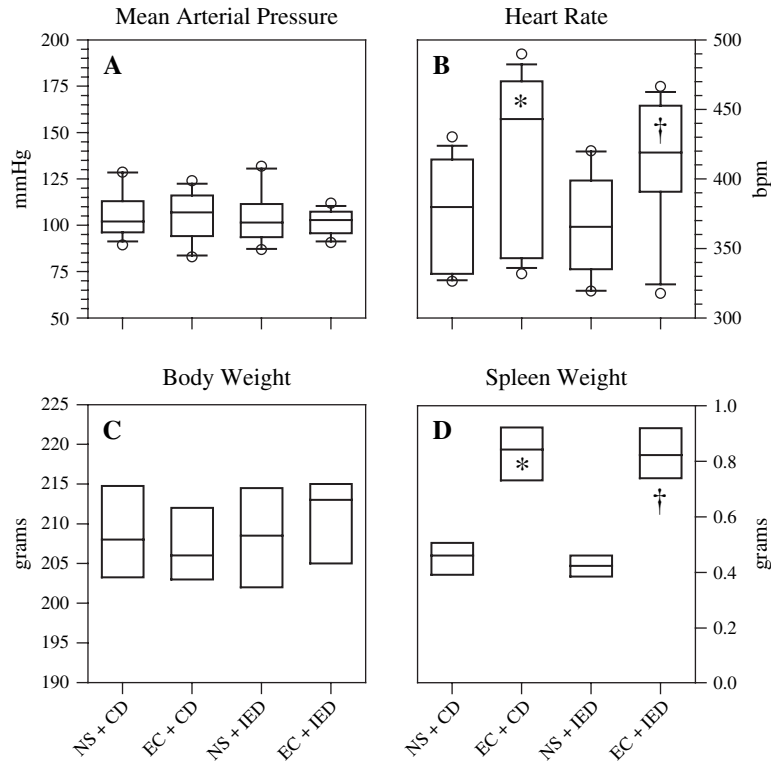 Mean Arterial Pressure
Heart Rate
200
175
150
125
100
75
50
mmHg
A
B
*
†
500
450
400
350
300
bpm
Body Weight
Spleen Weight
225
220
215
210
205
200
195
190
grams
C
D
*
†
1.0
0.8
0.6
0.4
0.2
0.0
grams
NS + CD
EC + CD
NS + IED
EC + IED
NS + CD
EC + CD
NS + IED
EC + IED